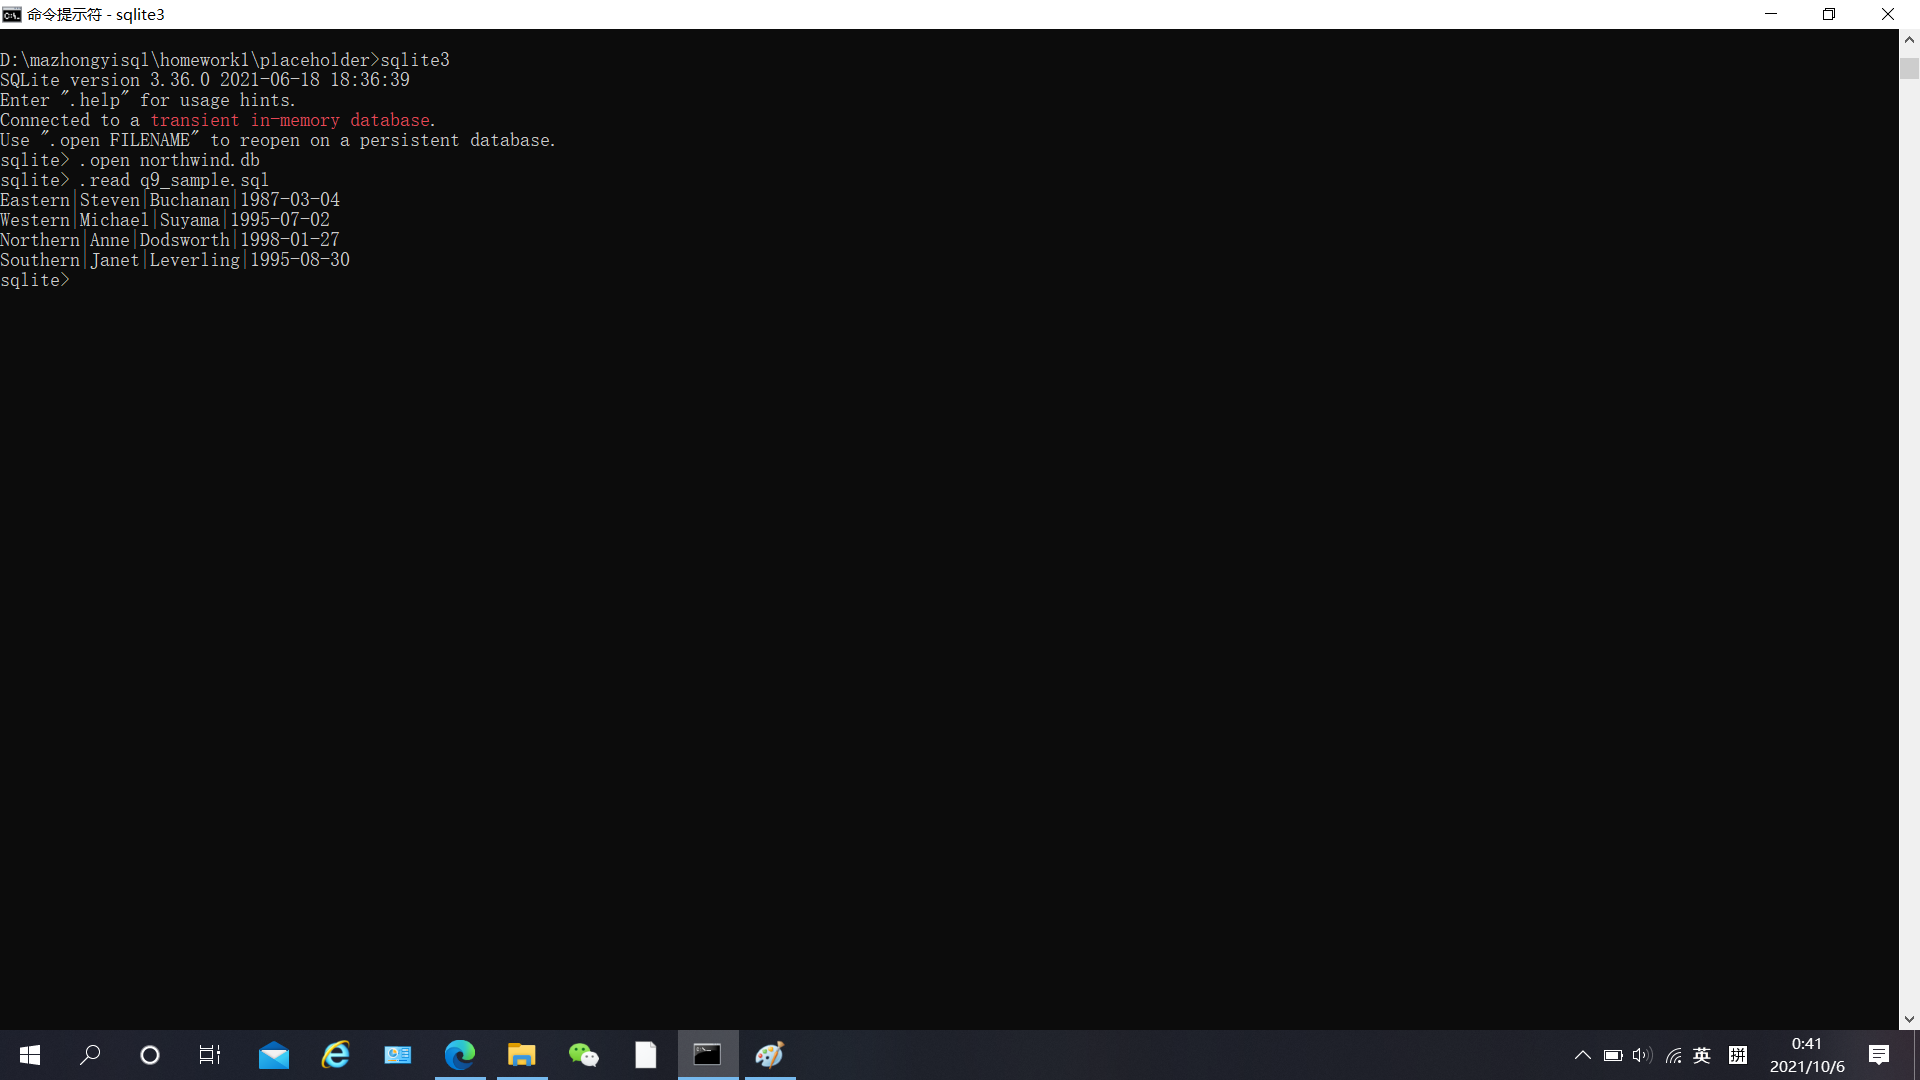 命令提示符 - sqlite3
D:\mazhongyisql\homework1\placeholder>sqlite3
SQLite version 3.36.0 2021-06-18 18:36:39
Enter ".help" for usage hints.
Connected to a transient in-memory database.
Use ".open FILENAME" to reopen on a persistent database.
sqlite> .open northwind.db
sqlite> .read q9_sample.sql
Eastern|Steven|Buchanan|1987-03-04
Western|Michael|Suyama|1995-07-02
Northern|Anne|Dodsworth|1998-01-27
Southern|Janet|Leverling|1995-08-30
sqlite>
英
拼
0:41
2021/10/6